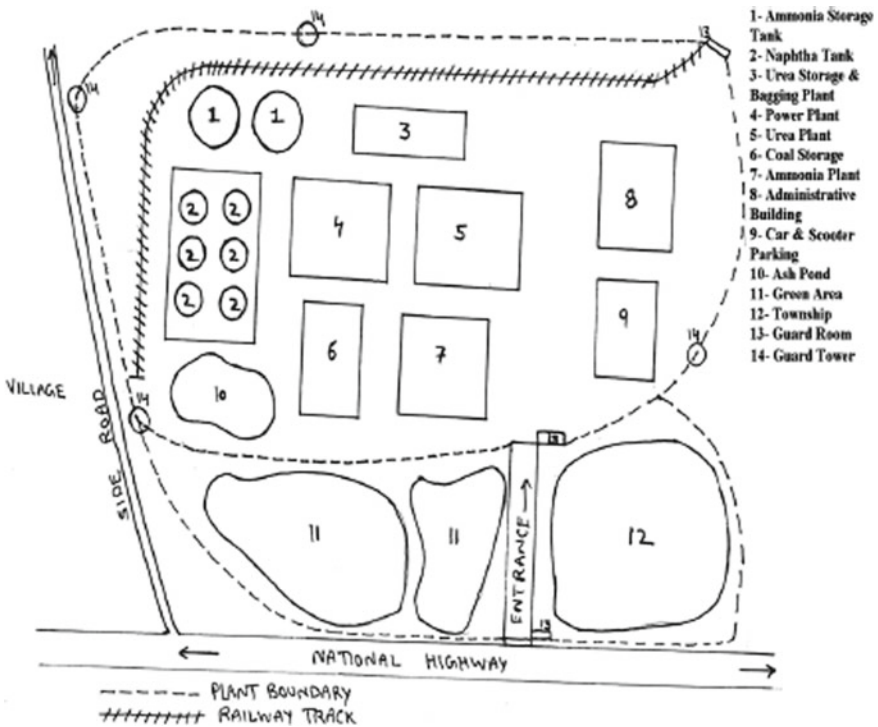 14
13
14
1- Ammonia Storage
Tank
2- Naphtha Tank
3- Urea Storage &
Bagging Plant
4- Power Plant
5- Urea Plant
6- Coal Storage
7- Ammonia Plant
8- Administrative
Building
9- Car & Scooter
Parking
10- Ash Pond
11- Green Area
12- Township
13- Guard Room
14- Guard Tower
1 1 3
8
2 2
4 5
2 2
2 2
9
14
6 7
VILLAGE
10
14
SIDE ROAD
13
11 11
ENTRANCE
12
13
NATIONAL HIGHWAY
PLANT BOUNDARY
RAILWAY TRACK